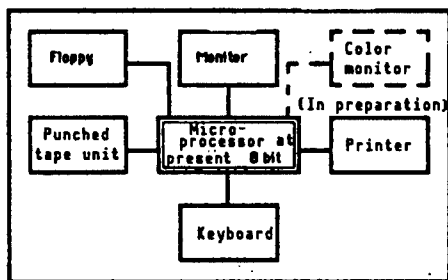 Floppy
Monitor
Color
monitor
(In preparation)
Punched
tape unit
Micro-
processor at
present 8 bit
Printer
Keyboard